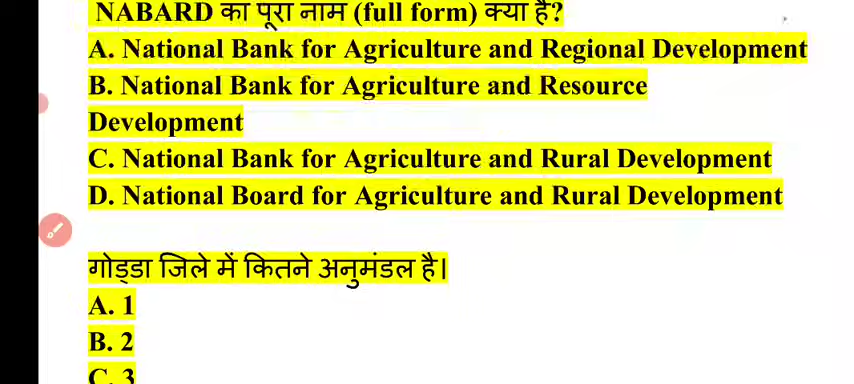 NABARD का पूरा नाम (full form) क्या है?
A. National Bank for Agriculture and Regional Development
B. National Bank for Agriculture and Resource
Development
C. National Bank for Agriculture and Rural Development
D. National Board for Agriculture and Rural Development
गोड्डा जिले में कितने अनुमंडल है।
A. 1
B. 2
C. 3